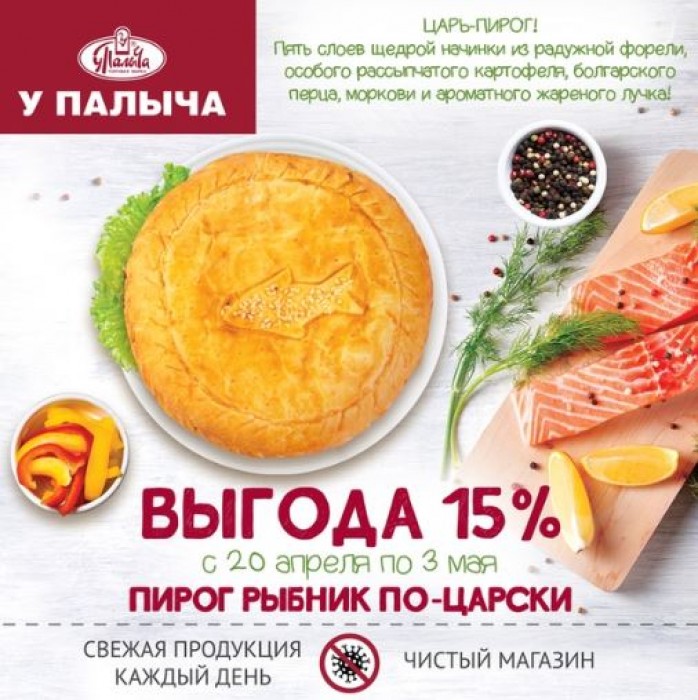 у Палыча
ТОРГОВАЯ МАРКА
У ПАЛЫЧА
ЦАРЬ-ПИРОГ!
Пять слоев щедрой начинки из радужной форели,
особого рассыпчатого картофеля, болгарского
перца, моркови и ароматного жареного лучка!
ВЫГОДА 15%
с 20 апреля по 3 мая
ПИРОГ РЫБНИК ПО-ЦАРСКИ
СВЕЖАЯ ПРОДУКЦИЯ
КАЖДЫЙ ДЕНЬ
ЧИСТЫЙ МАГАЗИН